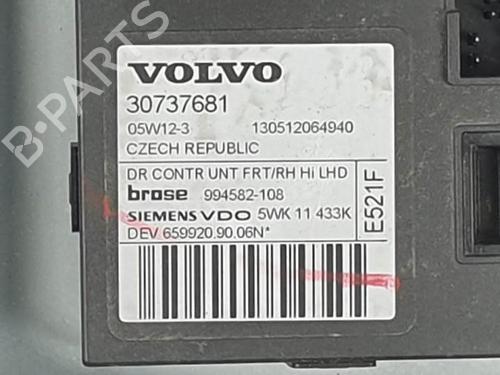 VOLVO
30737681
05W12-3 130512064940
CZECH REPUBLIC
DR CONTR UNT FRT/RH Hi LHD
brose 994582-108
SIEMENS VDO 5WK 11 433K
DEV 659920.90.06N*
E521F
B-PARTS